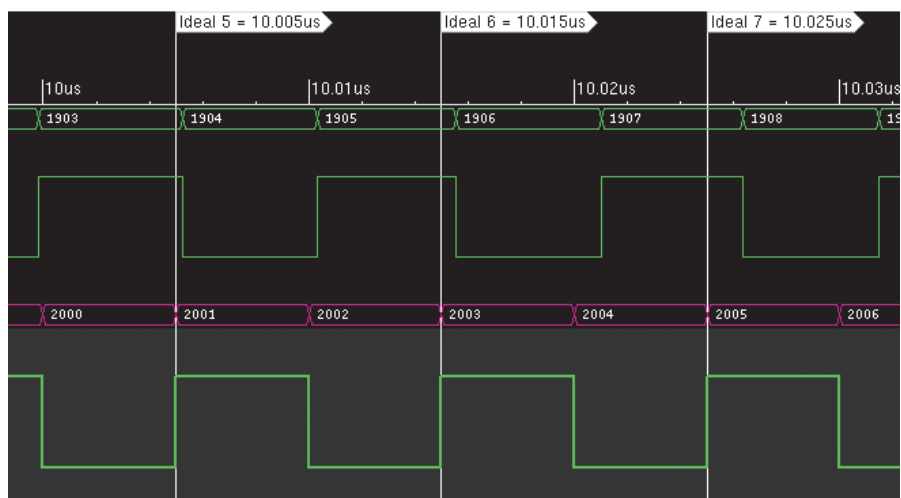 Ideal 5 = 10.005us Ideal 6 = 10.015us Ideal 7 = 10.025us
10us 10.01us 10.02us 10.03us
1903 1904 1905 1906 1907 1908
2000 2001 2002 2003 2004 2005 2006